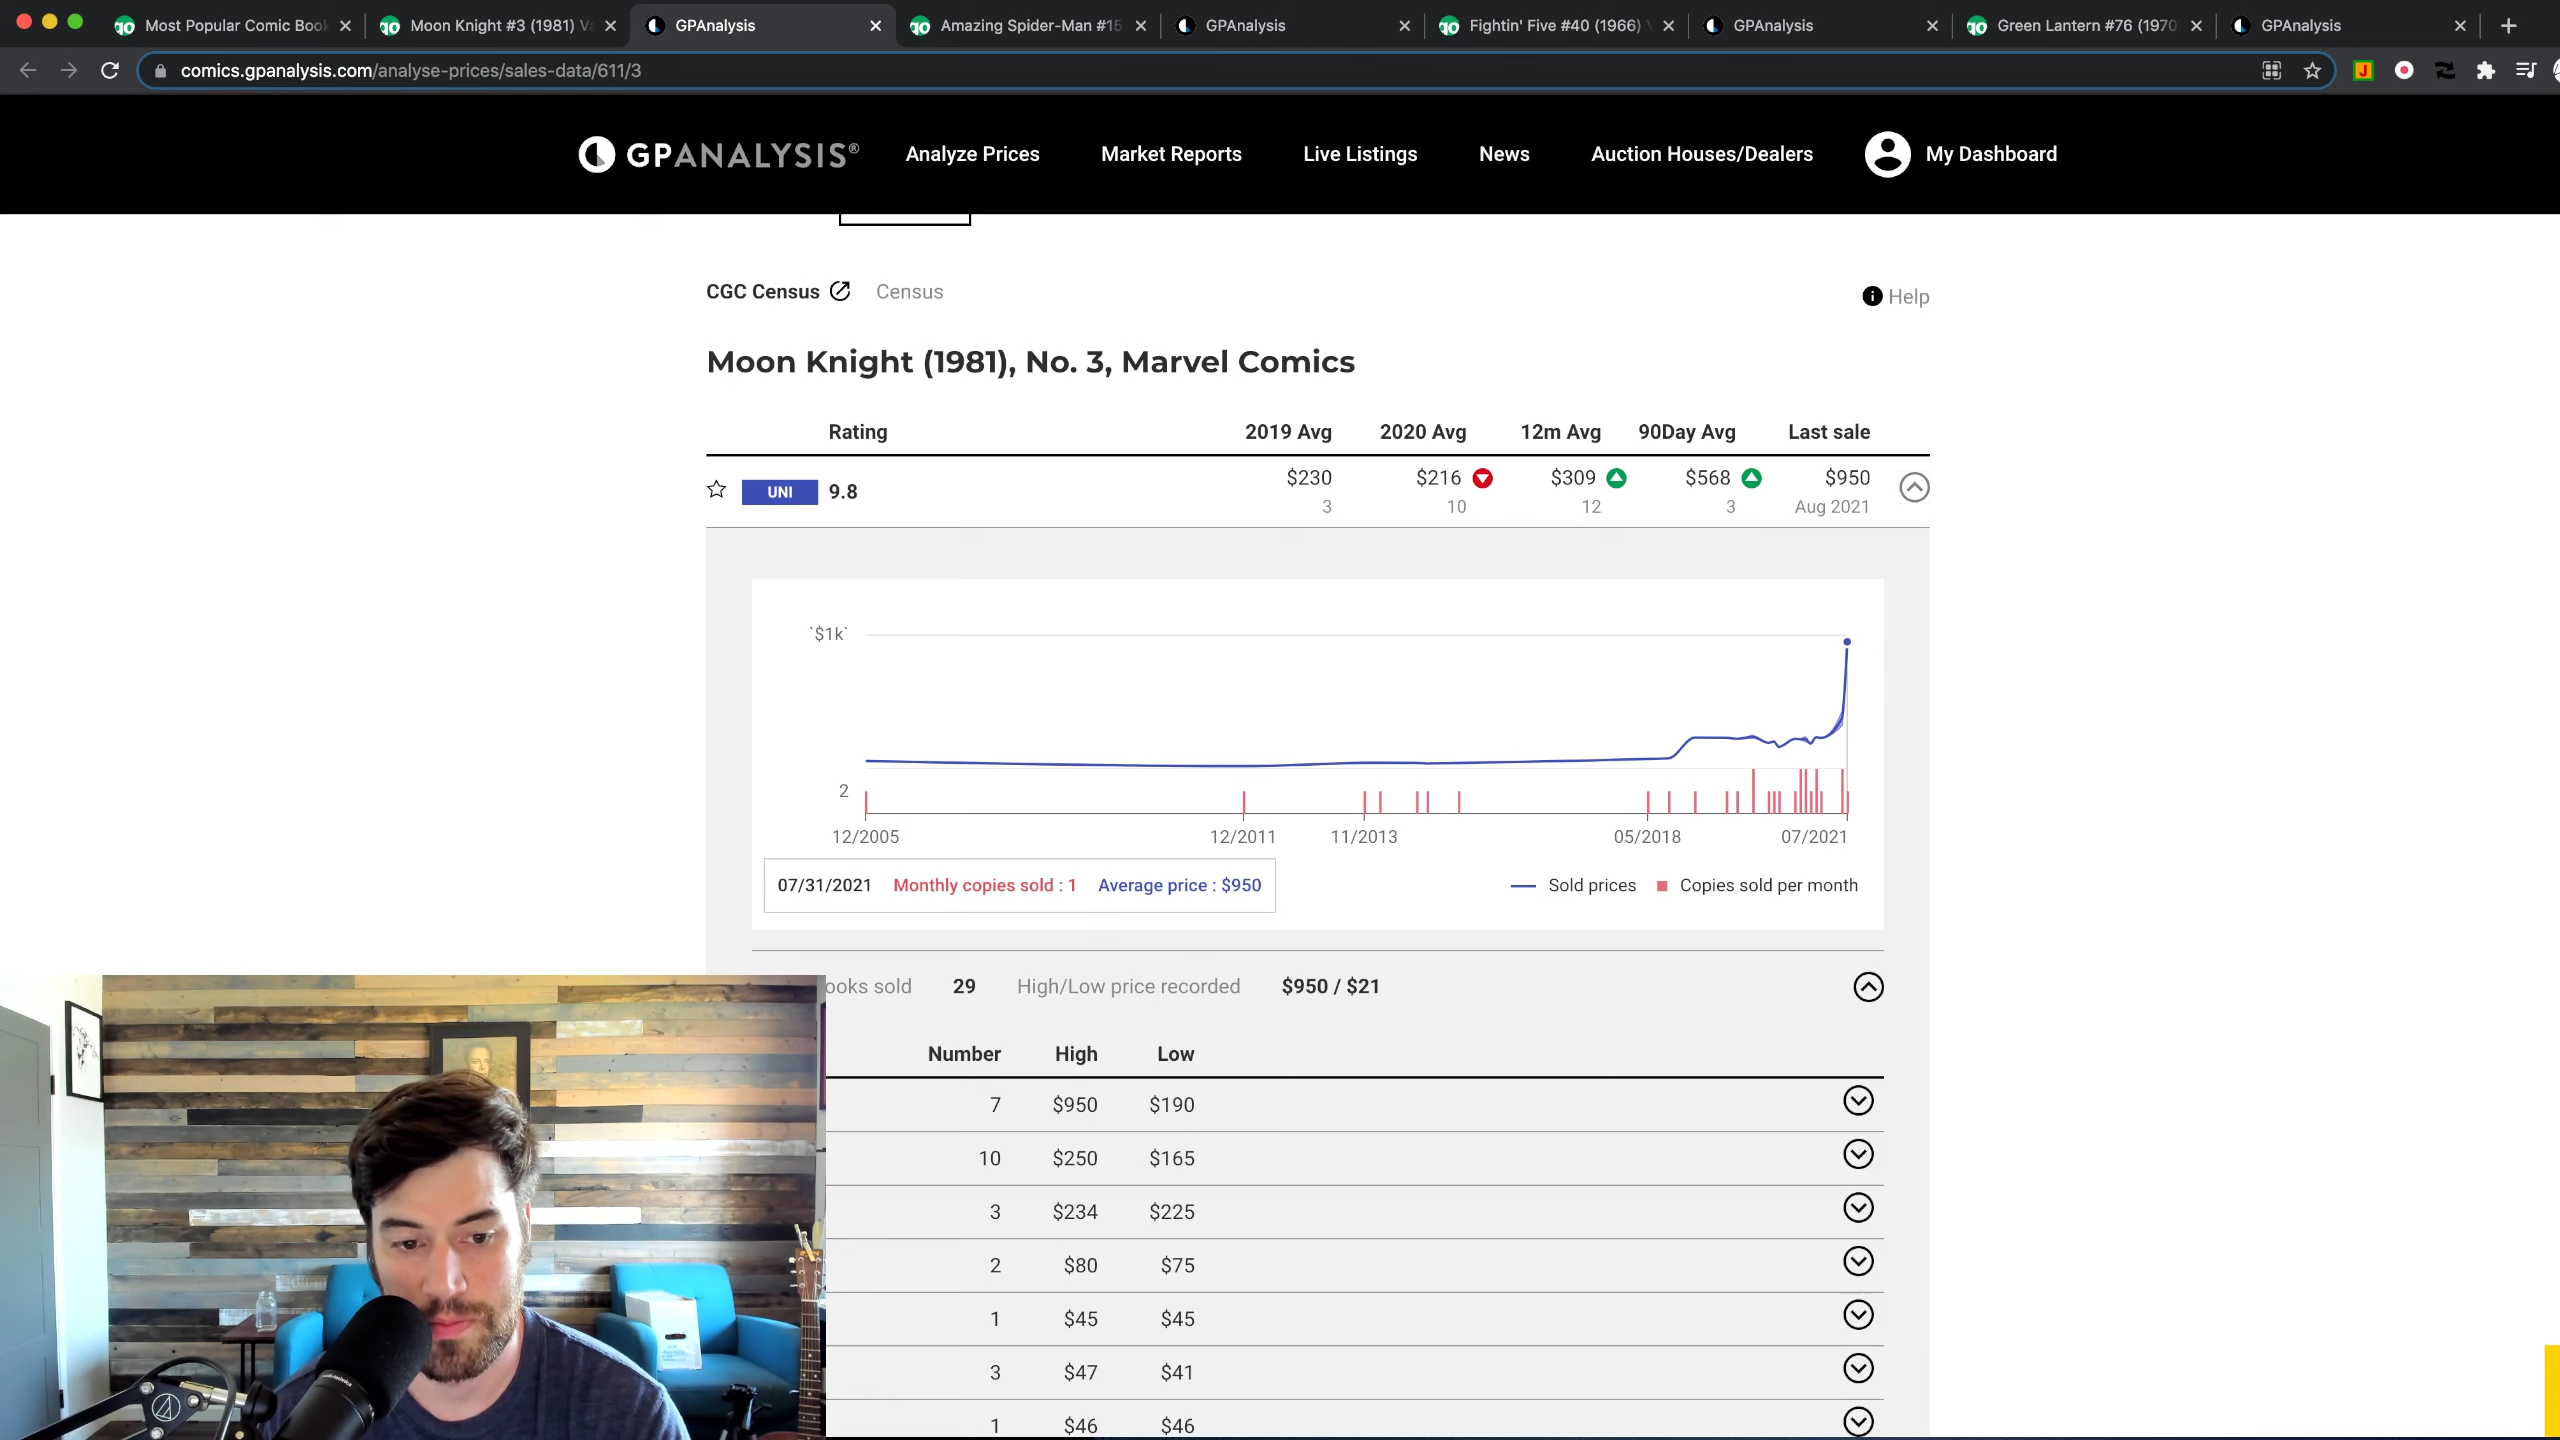 Most Popular Comic Book
Moon Knight #3 (1981) Va
GPAnalysis
Amazing Spider-Man #15
GPAnalysis
Fightin' Five #40 (1966) V
GPAnalysis
Green Lantern #76 (1970
GPAnalysis
comics.gpanalysis.com/analyse-prices/sales-data/611/3
GPANALYSIS®
Analyze Prices
Market Reports
Live Listings
News
Auction Houses/Dealers
My Dashboard
CGC Census
Census
Help
Moon Knight (1981), No. 3, Marvel Comics
Rating 2019 Avg 2020 Avg 12m Avg 90Day Avg Last sale
UNI 9.8 $230 $216 $309 $568 $950
3 10 12 3 Aug 2021
`$1k`
2
12/2005 12/2011 11/2013 05/2018 07/2021
07/31/2021 Monthly copies sold : 1 Average price : $950
Sold prices Copies sold per month
ooks sold 29 High/Low price recorded $950 / $21
Number High Low
7 $950 $190
10 $250 $165
3 $234 $225
2 $80 $75
1 $45 $45
3 $47 $41
1 $46 $46